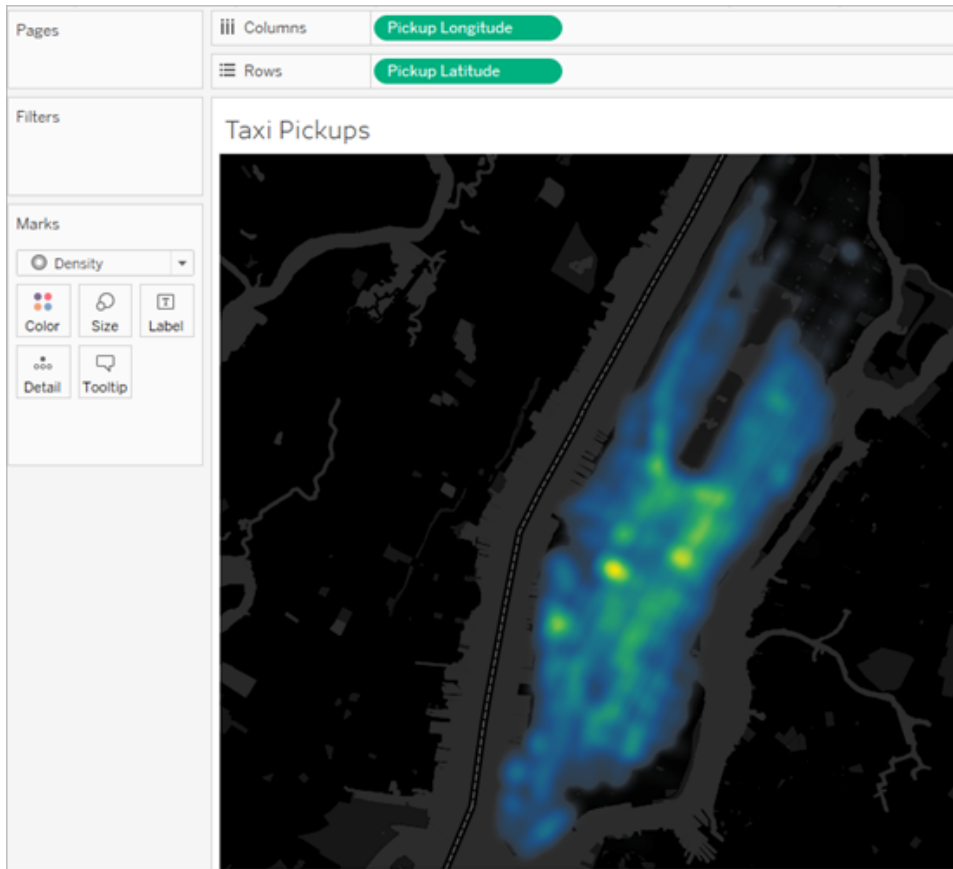 Pages
Columns
Pickup Longitude
Rows
Pickup Latitude
Filters
Taxi Pickups
Marks
Density
Color
Size
T
Label
Detail
Tooltip